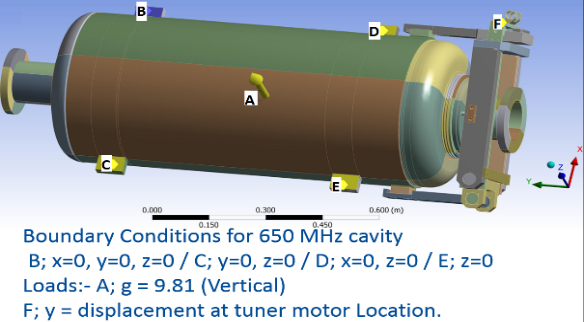 B
D
F
A
C
E
X
Z
Y
0.000
0.300
0.600 (m)
0.150
0.450
Boundary Conditions for 650 MHz cavity
B; x=0, y=0, z=0 / C; y=0, z=0 / D; x=0, z=0 / E; z=0
Loads:- A; g = 9.81 (Vertical)
F; y = displacement at tuner motor Location.